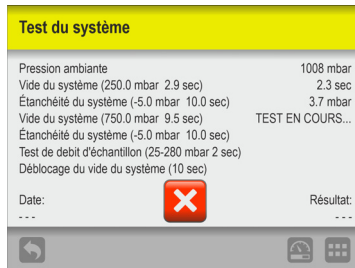 Test du système
Pression ambiante 1008 mbar
Vide du système (250.0 mbar 2.9 sec) 2.3 sec
Étanchéité du système (-5.0 mbar 10.0 sec) 3.7 mbar
Vide du système (750.0 mbar 9.5 sec) TEST EN COURS...
Étanchéité du système (-5.0 mbar 10.0 sec)
Test de debit d'échantillon (25-280 mbar 2 sec)
Déblocage du vide du système (10 sec)
Date: Résultat:
- - - - - -